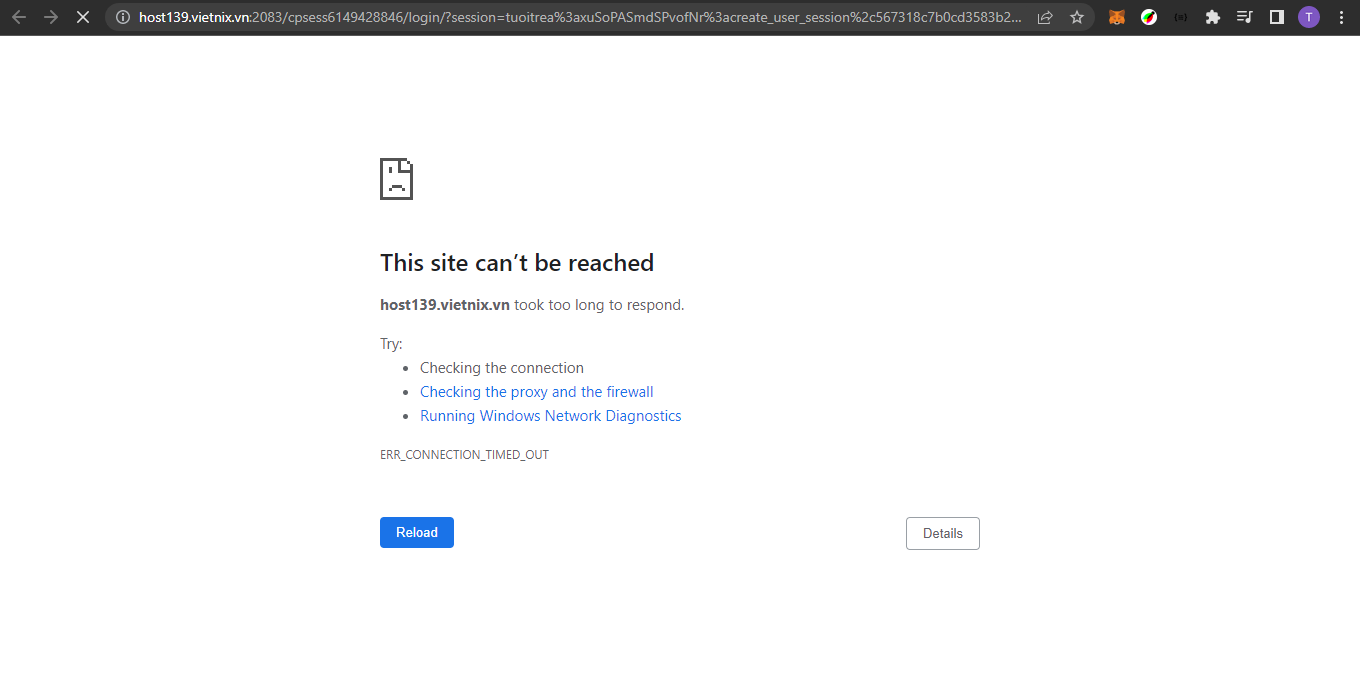 host139.vietnix.vn:2083/cpsess6149428846/login/?session=tuoitrea%3axuSoPASmdSPvofNr%3acreate_user_session%2c567318c7b0cd3583b2...
T
This site can’t be reached
host139.vietnix.vn took too long to respond.
Try:
• Checking the connection
• Checking the proxy and the firewall
• Running Windows Network Diagnostics
ERR_CONNECTION_TIMED_OUT
Reload
Details